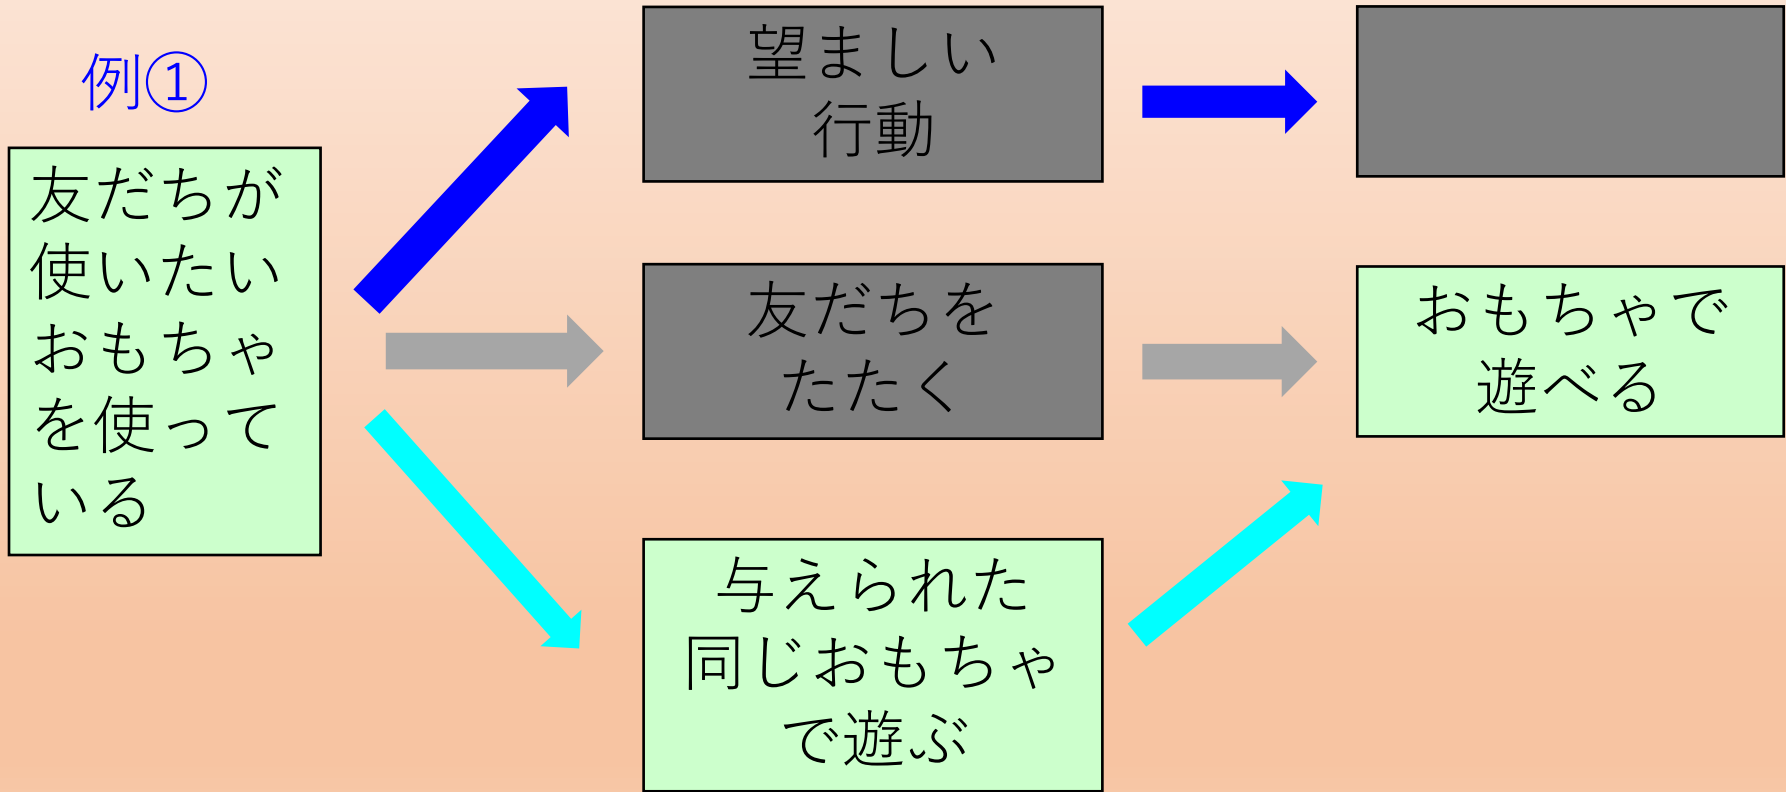 例①
友だちが
使いたい
おもちゃ
を使って
いる
望ましい
行動
友だちを
たたく
おもちゃで
遊べる
与えられた
同じおもちゃ
で遊ぶ